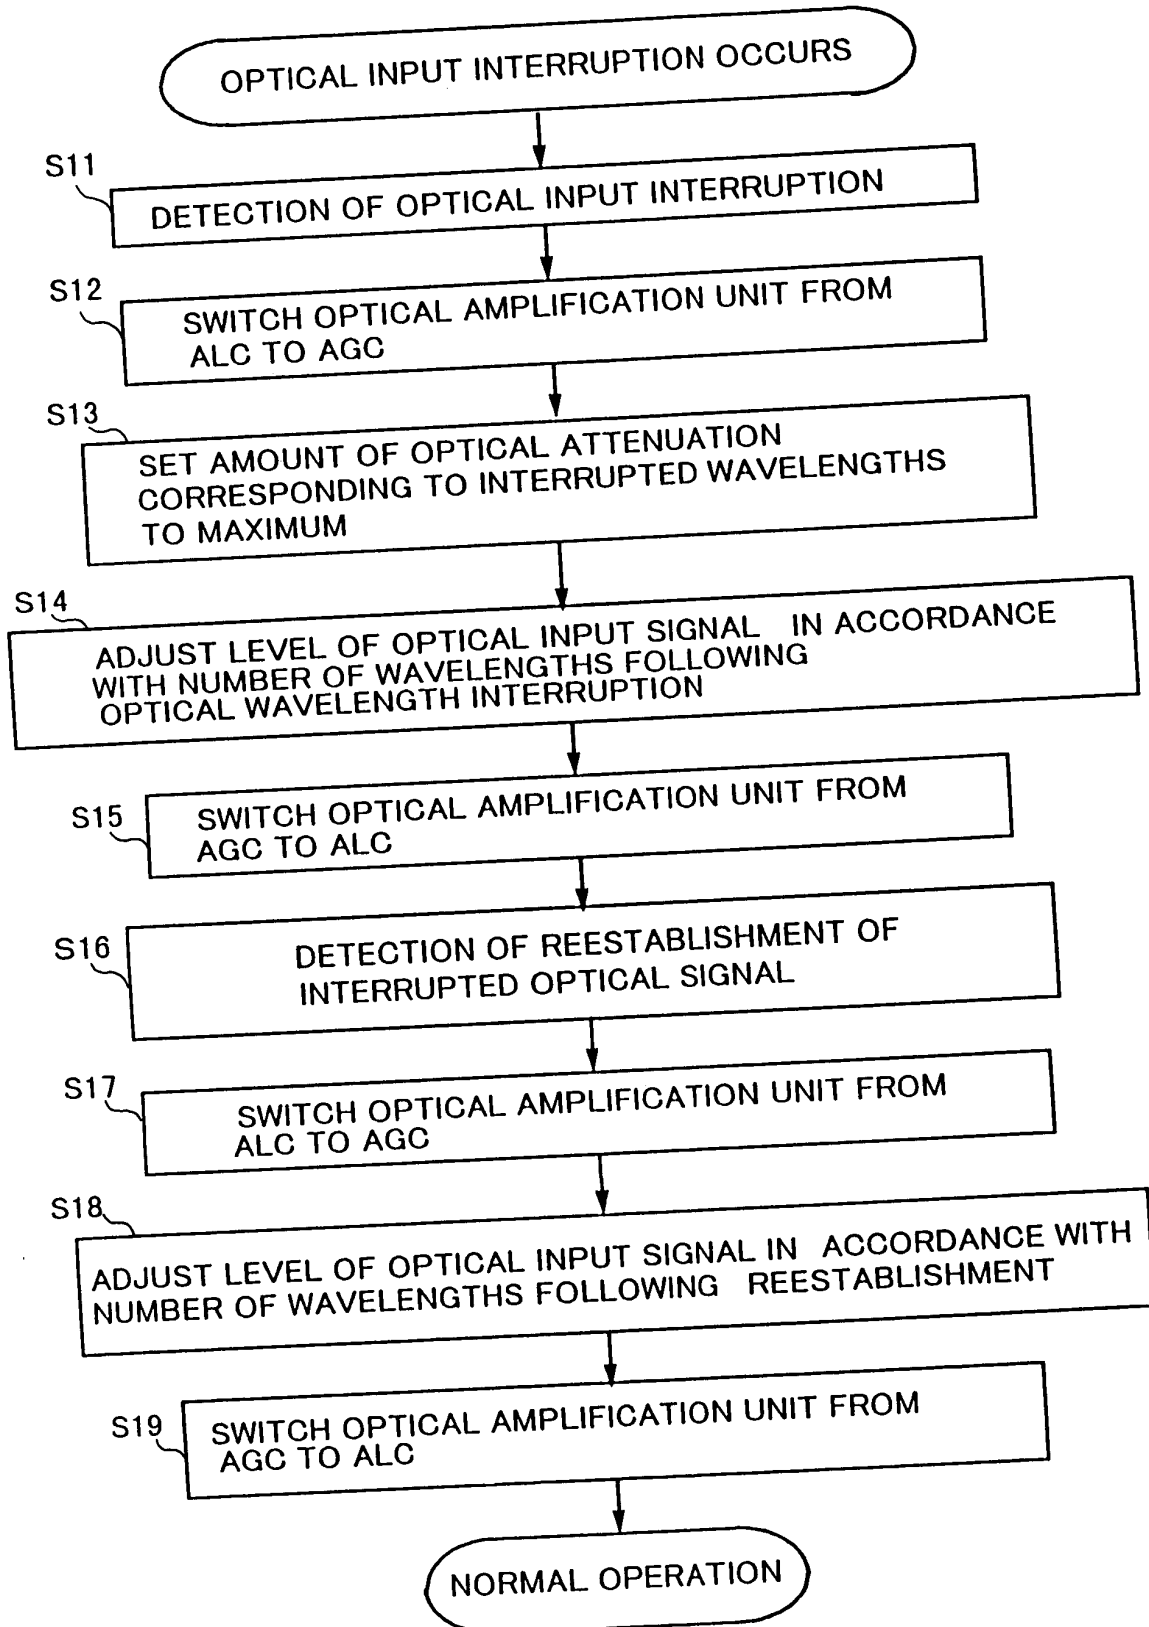 OPTICAL INPUT INTERRUPTION OCCURS
S11
DETECTION OF OPTICAL INPUT INTERRUPTION
S12
SWITCH OPTICAL AMPLIFICATION UNIT FROM
ALC TO AGC
S13
SET AMOUNT OF OPTICAL ATTENUATION
CORRESPONDING TO INTERRUPTED WAVELENGTHS
TO MAXIMUM
S14
ADJUST LEVEL OF OPTICAL INPUT SIGNAL IN ACCORDANCE
WITH NUMBER OF WAVELENGTHS FOLLOWING
OPTICAL WAVELENGTH INTERRUPTION
S15
SWITCH OPTICAL AMPLIFICATION UNIT FROM
AGC TO ALC
S16
DETECTION OF REESTABLISHMENT OF
INTERRUPTED OPTICAL SIGNAL
S17
SWITCH OPTICAL AMPLIFICATION UNIT FROM
ALC TO AGC
S18
ADJUST LEVEL OF OPTICAL INPUT SIGNAL IN ACCORDANCE WITH
NUMBER OF WAVELENGTHS FOLLOWING REESTABLISHMENT
S19
SWITCH OPTICAL AMPLIFICATION UNIT FROM
AGC TO ALC
NORMAL OPERATION